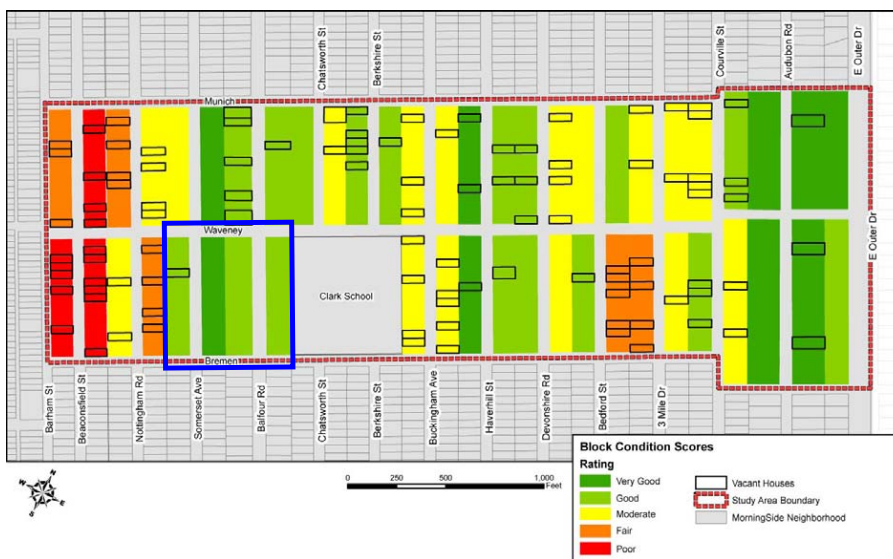 Chatsworth St
Berkshire St
Courville St
Audubon Rd
E Outer Dr
Munich
Waveney
Clark School
E Outer Dr
Bremen
Barham St
Beaconsfield St
Nottingham Rd
Somerset Ave
Balfour Rd
Chatsworth St
Berkshire St
Buckingham Ave
Haverhill St
Devonshire Rd
Bedford St
3 Mile Dr
N
W
E
S
0 250 500 1,000
Feet
Block Condition Scores
Rating
Very Good
Good
Moderate
Fair
Poor
Vacant Houses
Study Area Boundary
MorningSide Neighborhood